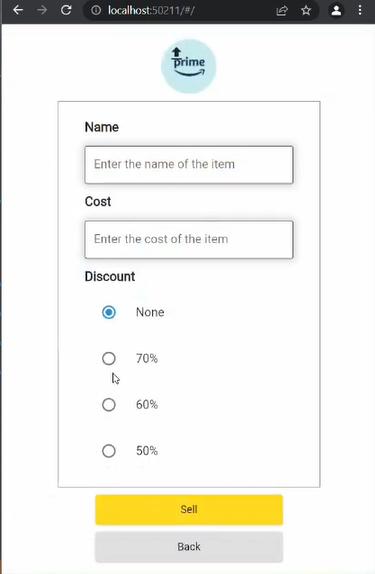 localhost:50211/#/
prime
Name
Enter the name of the item
Cost
Enter the cost of the item
Discount
None
70%
60%
50%
Sell
Back